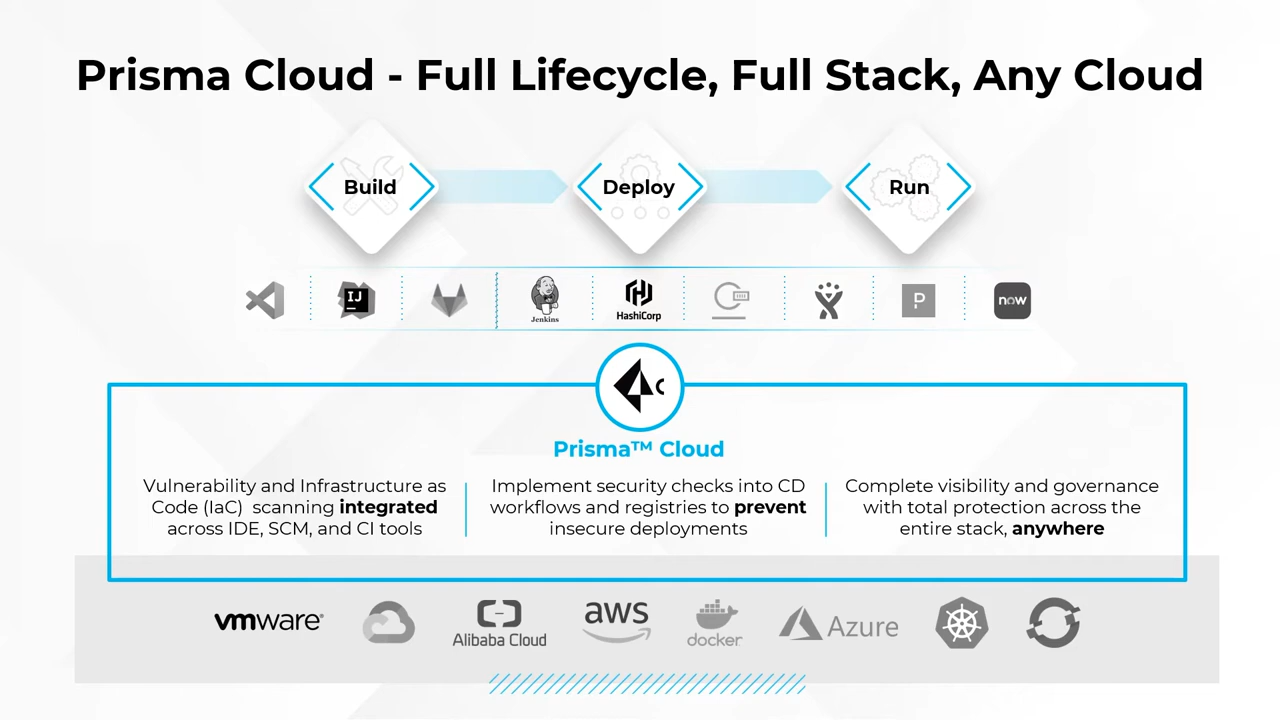 Prisma Cloud - Full Lifecycle, Full Stack, Any Cloud
Build
Deploy
Run
IJ
Jenkins
HashiCorp
P
now
Prisma™ Cloud
Vulnerability and Infrastructure as
Code (IaC) scanning integrated
across IDE, SCM, and CI tools
Implement security checks into CD
workflows and registries to prevent
insecure deployments
Complete visibility and governance
with total protection across the
entire stack, anywhere
vmware®
Alibaba Cloud
aws
docker
Azure